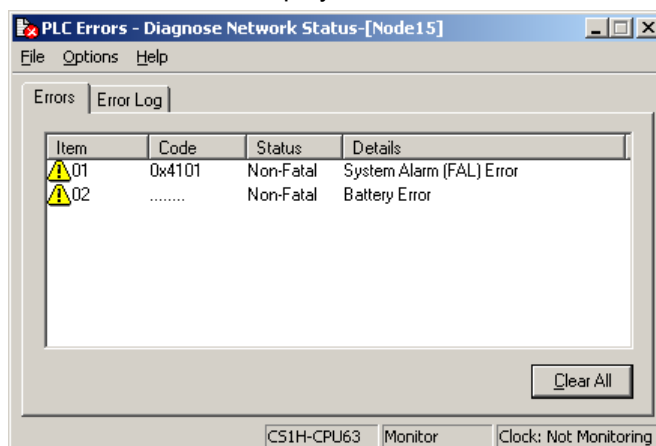 PLC Errors - Diagnose Network Status-[Node15]
File Options Help
Errors Error Log
Item Code Status Details
01 0x4101 Non-Fatal System Alarm (FAL) Error
02 ........ Non-Fatal Battery Error
Clear All
CS1H-CPU63 Monitor Clock: Not Monitoring